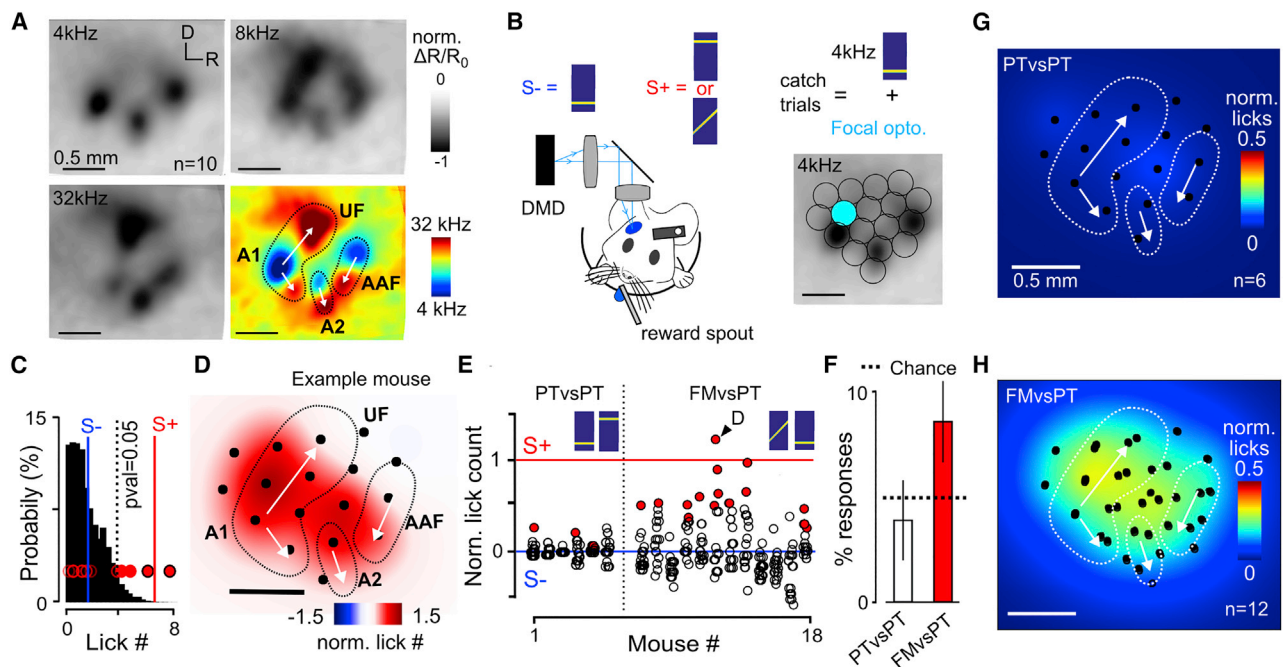 A
4kHz
D
R
0.5 mm
n=10
8kHz
norm.
ΔR/R0
0
-1
32kHz
UF
A1
AAF
A2
32 kHz
4 kHz
B
S- =
S+ = or
4kHz
catch
trials
=
+
Focal opto.
DMD
reward spout
4kHz
C
15
0
Probabiliy (%)
S-
pval=0.05
S+
0
8
Lick #
D
Example mouse
UF
A1
AAF
A2
-1.5
1.5
norm. lick #
E
PTvsPT
FMvsPT
D
S+
1
0
S-
Norm. lick count
1
18
Mouse #
F
Chance
10
0
% responses
PTvsPT
FMvsPT
G
PTvsPT
norm.
licks
0.5
0
0.5 mm
n=6
H
FMvsPT
norm.
licks
0.5
0
n=12